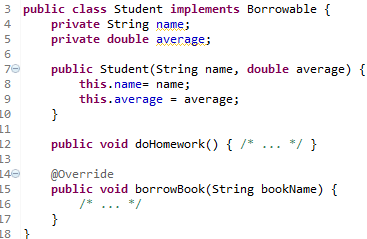 3 public class Student implements Borrowable {
4     private String name;
5     private double average;
6
7     public Student(String name, double average) {
8         this.name= name;
9         this.average = average;
10     }
11
12     public void doHomework() { /* ... */ }
13
14     @Override
15     public void borrowBook(String bookName) {
16         /* ... */
17     }
18 }